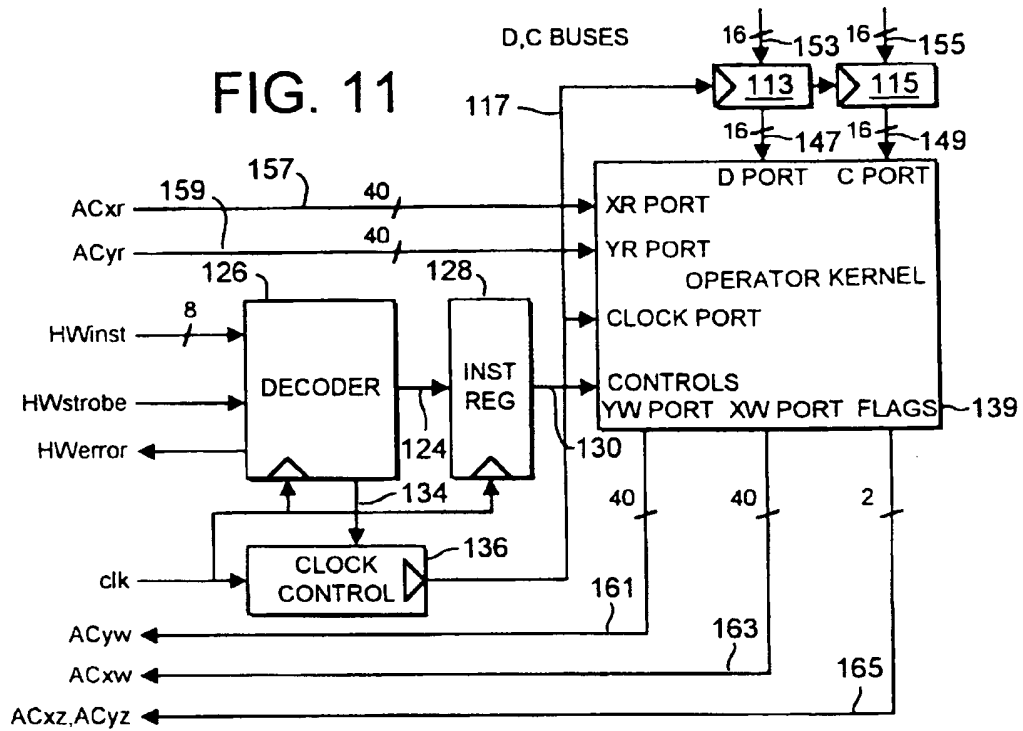 D,C BUSES
16 153
16 155
FIG. 11
117
113
115
16 147
16 149
D PORT C PORT
159 157 40
ACxr
XR PORT
40
ACyr
YR PORT
126
128
OPERATOR KERNEL
8
HWinst
CLOCK PORT
DECODER
INST
REG
CONTROLS
HWstrobe
YW PORT XW PORT FLAGS
139
HWerror
124
130
134
40
40
2
136
CLOCK
CONTROL
clk
161
ACyw
163
ACxw
165
ACxz,ACyz